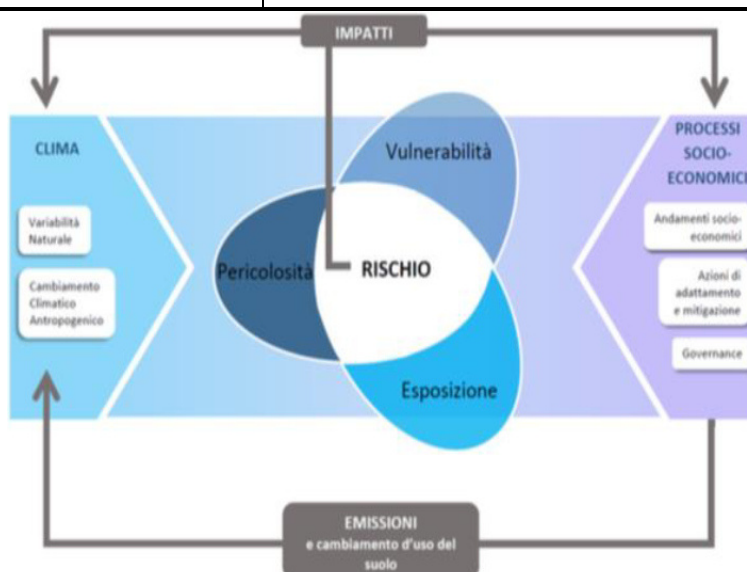 IMPATTI
CLIMA
Variabilità
Naturale
Cambiamento
Climatico
Antropogenico
Vulnerabilità
Pericolosità
RISCHIO
Esposizione
PROCESSI
SOCIO-
ECONOMICI
Andamenti socio-
economici
Azioni di
adattamento
e mitigazione
Governance
EMISSIONI
e cambiamento d'uso del
suolo